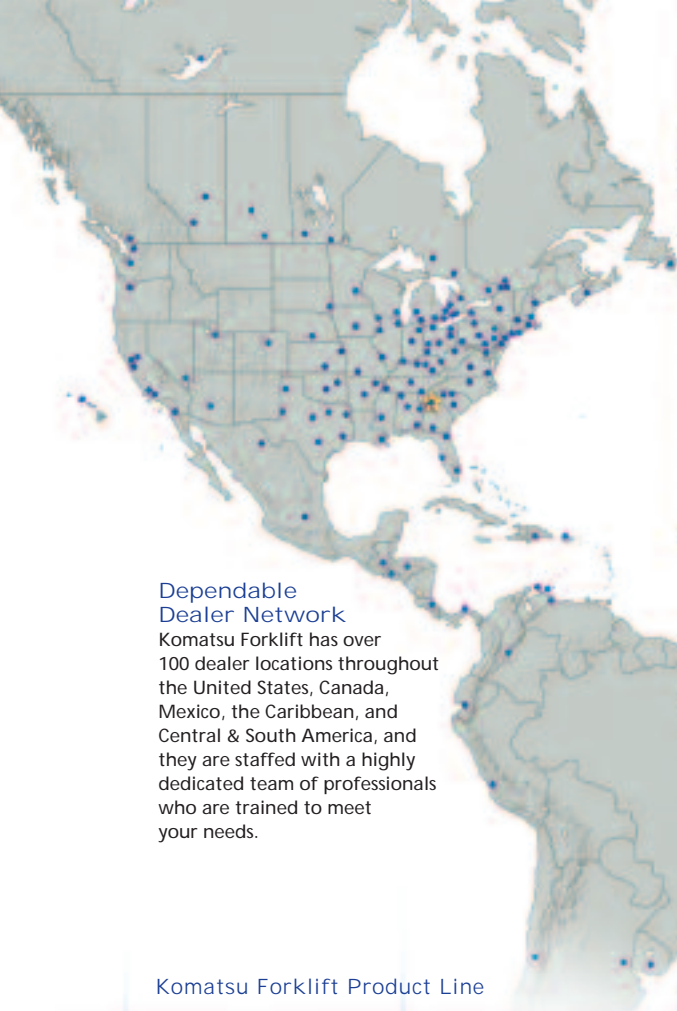 Dependable
Dealer Network
Komatsu Forklift has over
100 dealer locations throughout
the United States, Canada,
Mexico, the Caribbean, and
Central & South America, and
they are staffed with a highly
dedicated team of professionals
who are trained to meet
your needs.
Komatsu Forklift Product Line